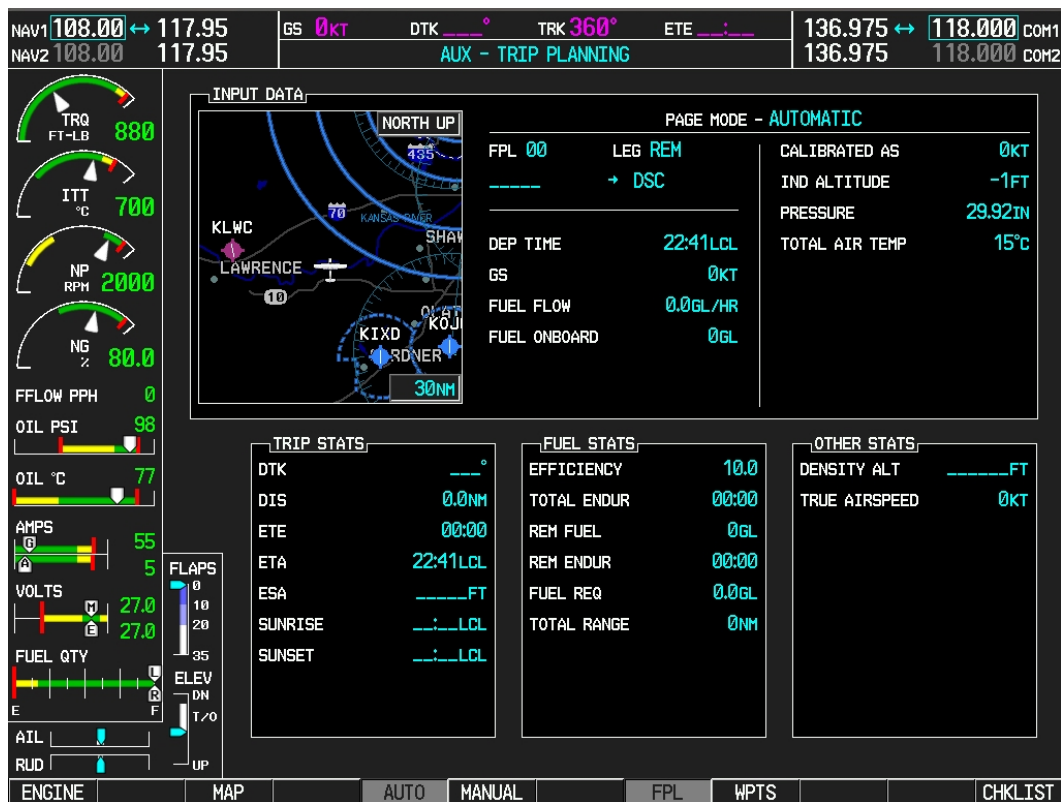 NAV1 108.00 ↔ 117.95 GS 0KT DTK ___° TRK 360° ETE __:__ 136.975 ↔ 118.000 COM1
NAV2 108.00 117.95 AUX - TRIP PLANNING 136.975 118.000 COM2
TRQ
FT-LB 880
ITT
°C 700
NP
RPM 2000
NG
% 80.0
FFLOW PPH 0
OIL PSI 98
OIL °C 77
AMPS
G 55
A 5
VOLTS
M 27.0
E 27.0
FUEL QTY
L
R
E F
AIL
RUD
FLAPS
0
10
20
35
ELEV
DN
T/O
UP
INPUT DATA
NORTH UP
435
70
KANSAS RIVER
KLWC
SHAW
LAWRENCE
10
KOJ
KIXD
RDNER
30NM
PAGE MODE - AUTOMATIC
FPL 00 LEG REM
_____ → DSC
DEP TIME 22:41LCL
GS 0KT
FUEL FLOW 0.0GL/HR
FUEL ONBOARD 0GL
CALIBRATED AS 0KT
IND ALTITUDE -1FT
PRESSURE 29.92IN
TOTAL AIR TEMP 15°C
TRIP STATS
DTK ___°
DIS 0.0NM
ETE 00:00
ETA 22:41LCL
ESA _____FT
SUNRISE __:__LCL
SUNSET __:__LCL
FUEL STATS
EFFICIENCY 10.0
TOTAL ENDUR 00:00
REM FUEL 0GL
REM ENDUR 00:00
FUEL REQ 0.0GL
TOTAL RANGE 0NM
OTHER STATS
DENSITY ALT ______FT
TRUE AIRSPEED 0KT
ENGINE MAP AUTO MANUAL FPL WPTS CHKLIST